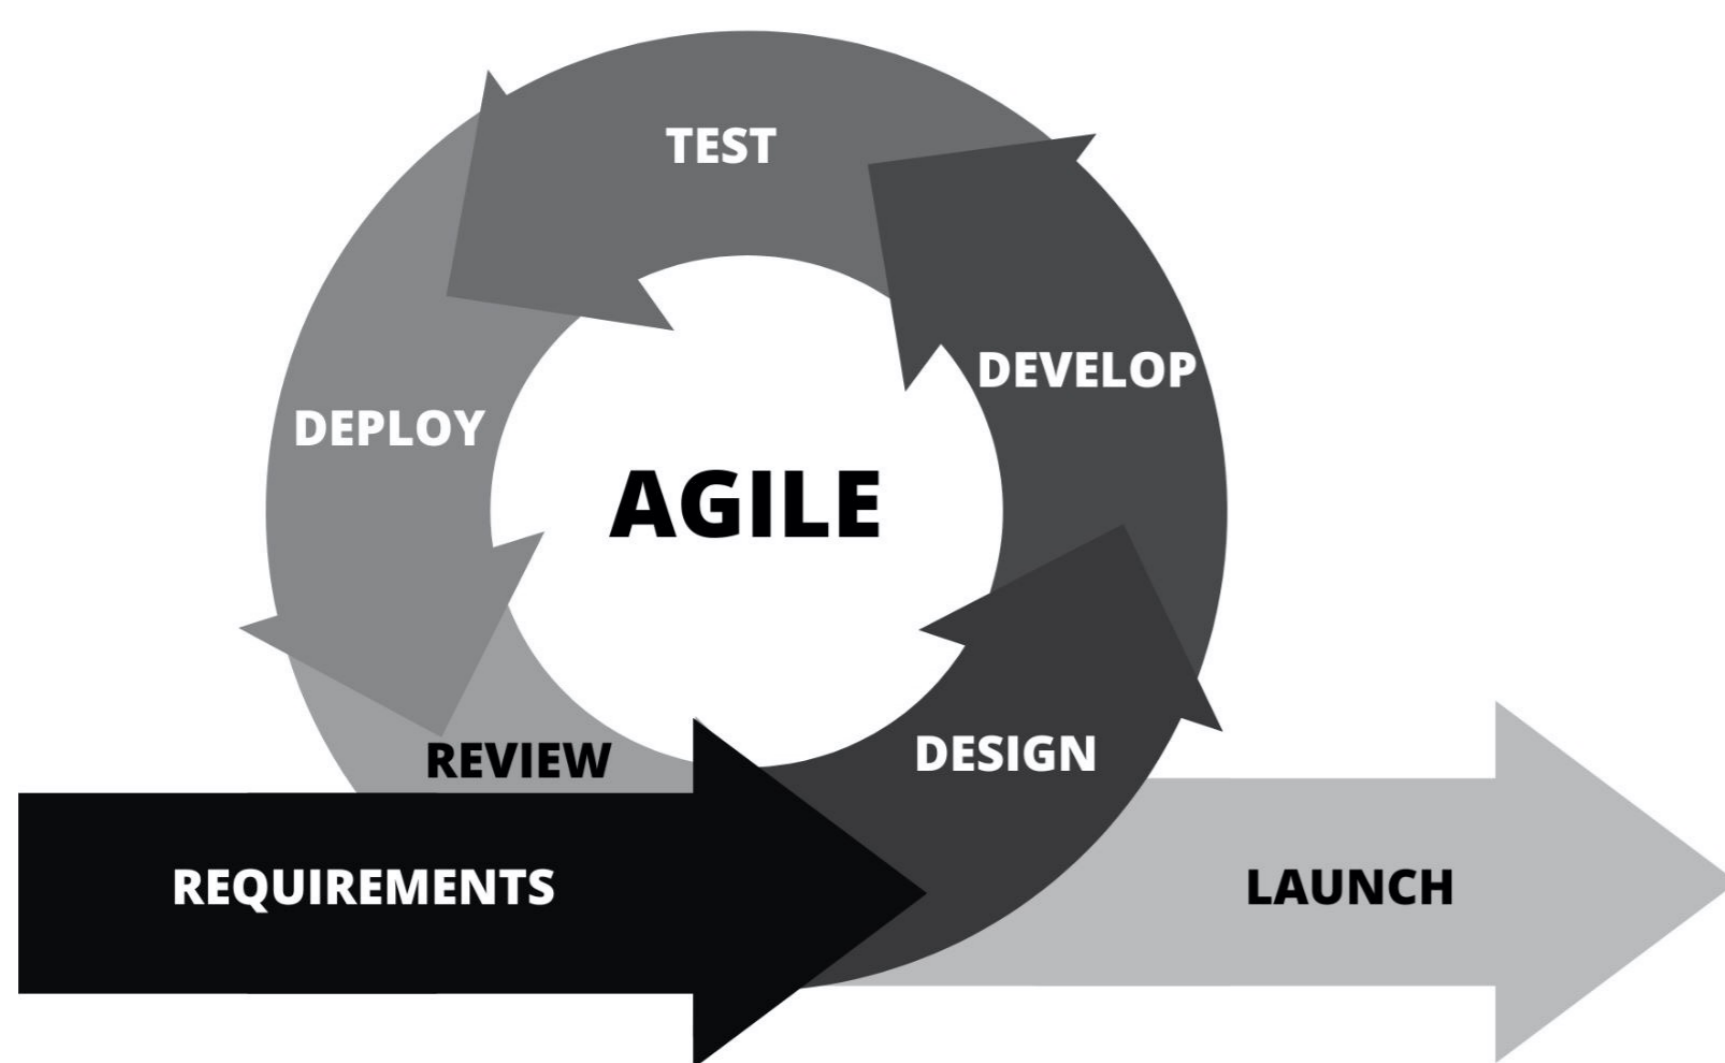 TEST
DEVELOP
DEPLOY
AGILE
REVIEW
DESIGN
REQUIREMENTS
LAUNCH